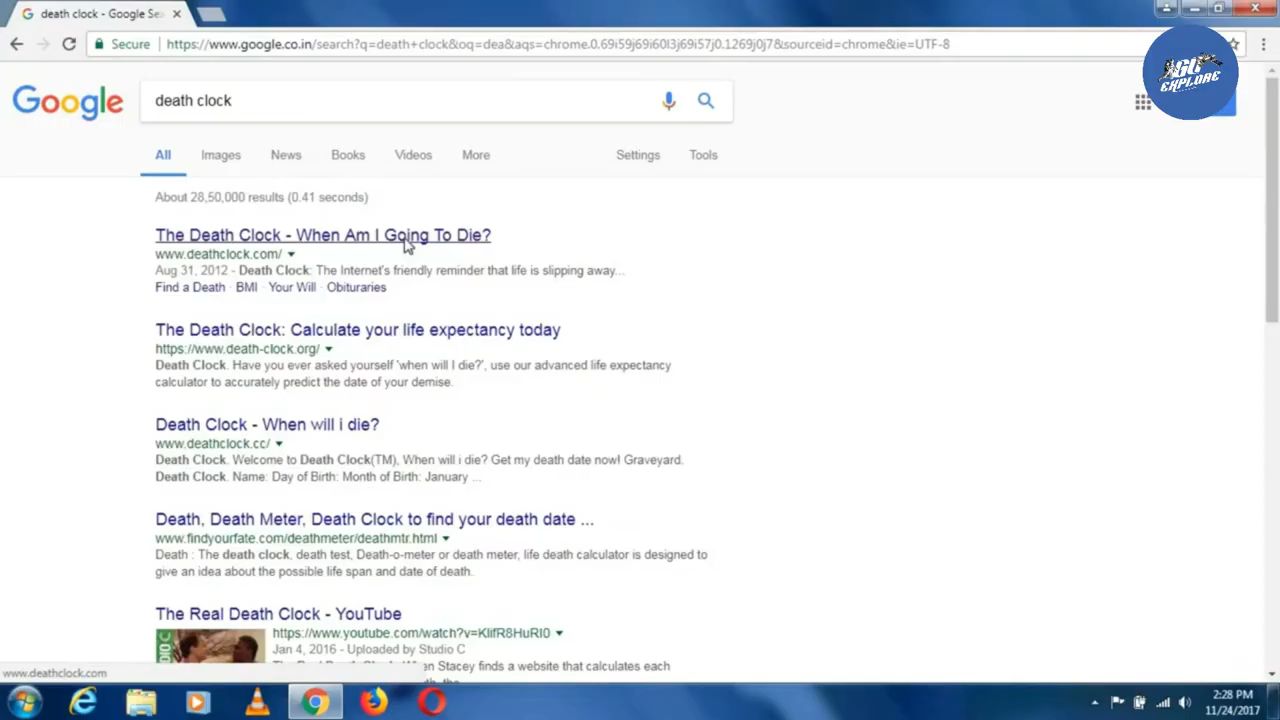 death clock - Google Sea
Secure
https://www.google.co.in/search?q=death+clock&oq=dea&aqs=chrome.0.69i59j69i60l3j69i57j0.1269j0j7&sourceid=chrome&ie=UTF-8
EXPLORE
Google
death clock
All Images News Books Videos More Settings Tools
About 28,50,000 results (0.41 seconds)
The Death Clock - When Am I Going To Die?
www.deathclock.com/
Aug 31, 2012 - Death Clock: The Internet's friendly reminder that life is slipping away...
Find a Death · BMI · Your Will · Obituaries
The Death Clock: Calculate your life expectancy today
https://www.death-clock.org/
Death Clock. Have you ever asked yourself 'when will I die?', use our advanced life expectancy
calculator to accurately predict the date of your demise.
Death Clock - When will i die?
www.deathclock.cc/
Death Clock. Welcome to Death Clock(TM), When will i die? Get my death date now! Graveyard.
Death Clock. Name: Day of Birth: Month of Birth: January ...
Death, Death Meter, Death Clock to find your death date ...
www.findyourfate.com/deathmeter/deathmtr.html
Death : The death clock, death test, Death-o-meter or death meter, life death calculator is designed to
give an idea about the possible life span and date of death.
The Real Death Clock - YouTube
https://www.youtube.com/watch?v=KlifR8HuRI0
Jan 4, 2016 - Uploaded by Studio C
When Stacey finds a website that calculates each
www.deathclock.com
2:28 PM
11/24/2017